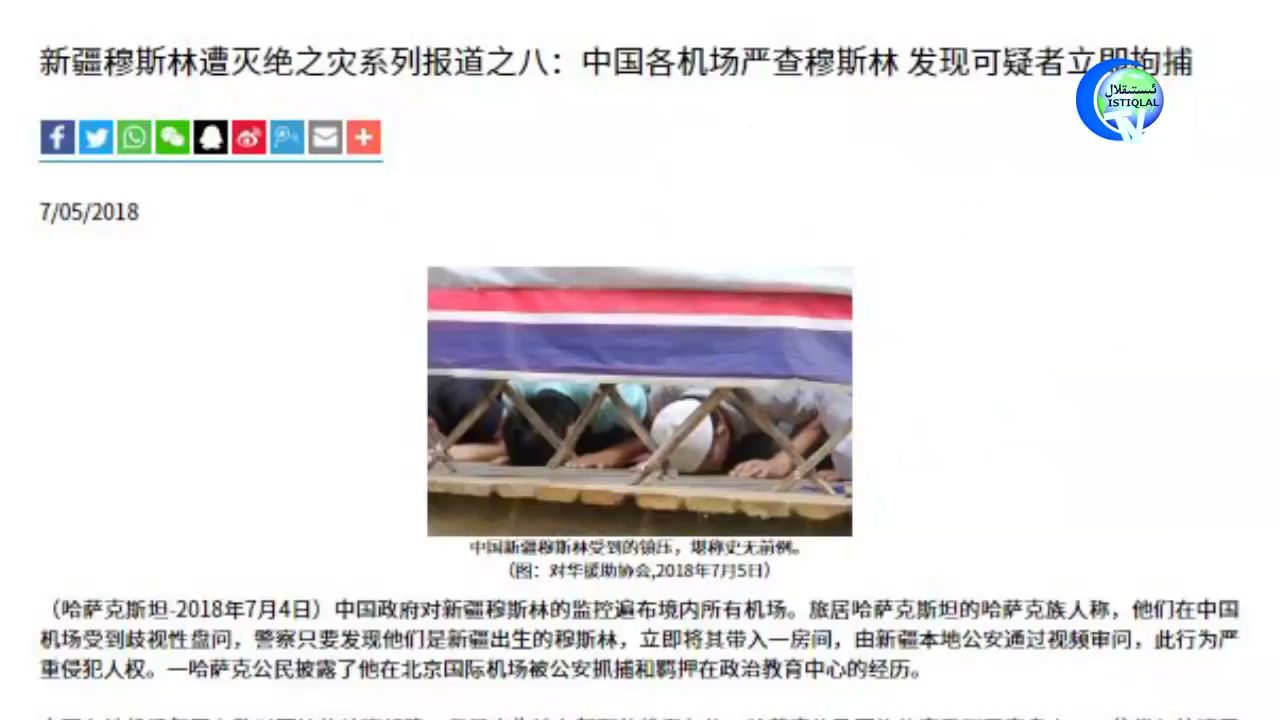 新疆穆斯林遭灭绝之灾系列报道之八：中国各机场严查穆斯林 发现可疑者立即拘捕
ئىستىقلال
ISTIQLAL
TV
7/05/2018
中国新疆穆斯林受到的镇压，堪称史无前例。
（图：对华援助协会,2018年7月5日）
（哈萨克斯坦-2018年7月4日）中国政府对新疆穆斯林的监控遍布境内所有机场。旅居哈萨克斯坦的哈萨克族人称，他们在中国
机场受到歧视性盘问，警察只要发现他们是新疆出生的穆斯林，立即将其带入一房间，由新疆本地公安通过视频审问，此行为严
重侵犯人权。一哈萨克公民披露了他在北京国际机场被公安抓捕和羁押在政治教育中心的经历。